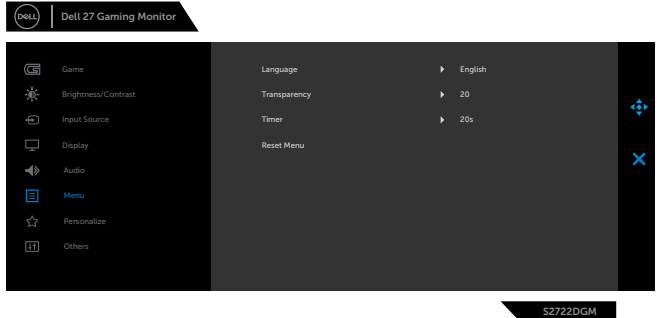 DELL Dell 27 Gaming Monitor
Game
Language English
Brightness/Contrast
Transparency 20
Input Source
Timer 20s
Display
Reset Menu
Audio
Menu
Personalize
Others
S2722DGM